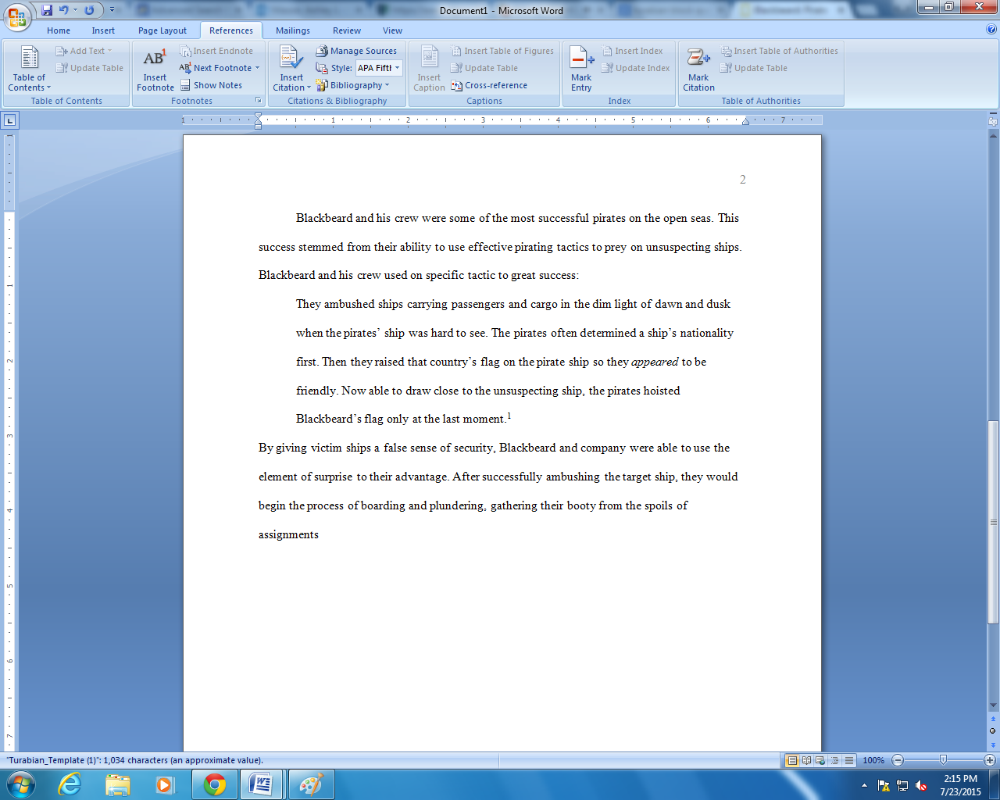 Document1 - Microsoft Word
Home Insert Page Layout References Mailings Review View
Table of Contents
Add Text
Update Table
Table of Contents
AB1
Insert Footnote
Insert Endnote
AB1 Next Footnote
Show Notes
Footnotes
Insert Citation
Manage Sources
Style: APA Fift
Bibliography
Citations & Bibliography
Insert Caption
Insert Table of Figures
Update Table
Cross-reference
Captions
Mark Entry
Insert Index
Update Index
Index
Mark Citation
Insert Table of Authorities
Update Table
Table of Authorities
1 1 2 3 4 5 6 7
2
Blackbeard and his crew were some of the most successful pirates on the open seas. This
success stemmed from their ability to use effective pirating tactics to prey on unsuspecting ships.
Blackbeard and his crew used on specific tactic to great success:
They ambushed ships carrying passengers and cargo in the dim light of dawn and dusk
when the pirates’ ship was hard to see. The pirates often determined a ship’s nationality
first. Then they raised that country’s flag on the pirate ship so they appeared to be
friendly. Now able to draw close to the unsuspecting ship, the pirates hoisted
Blackbeard’s flag only at the last moment.1
By giving victim ships a false sense of security, Blackbeard and company were able to use the
element of surprise to their advantage. After successfully ambushing the target ship, they would
begin the process of boarding and plundering, gathering their booty from the spoils of
assignments
1
1
2
3
4
5
6
7
"Turabian_Template (1)": 1,034 characters (an approximate value).
100%
2:15 PM
7/23/2015